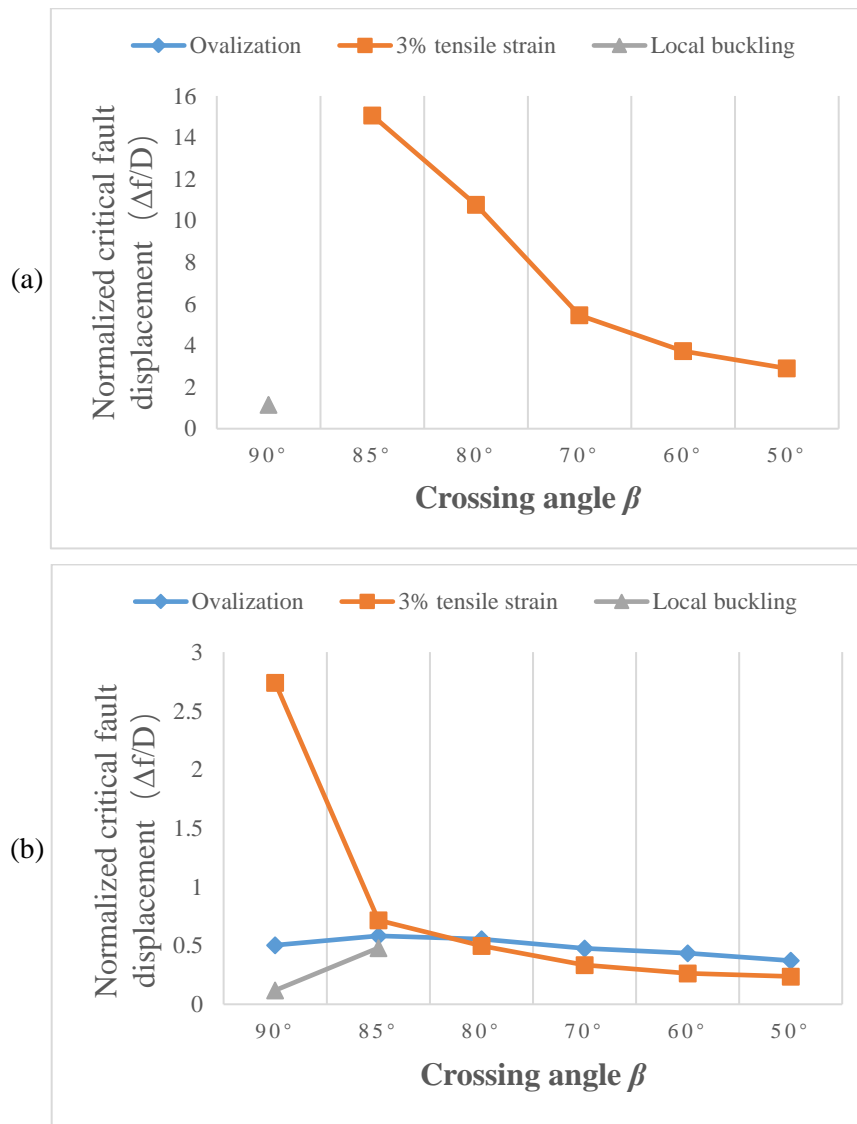 Ovalization 3% tensile strain Local buckling
16
14
12
10
8
6
4
2
0
Normalized critical fault
displacement（Δf/D）
(a)
90° 85° 80° 70° 60° 50°
Crossing angle β
Ovalization 3% tensile strain Local buckling
3
2.5
2
1.5
1
0.5
0
Normalized critical fault
displacement（Δf/D）
(b)
90° 85° 80° 70° 60° 50°
Crossing angle β